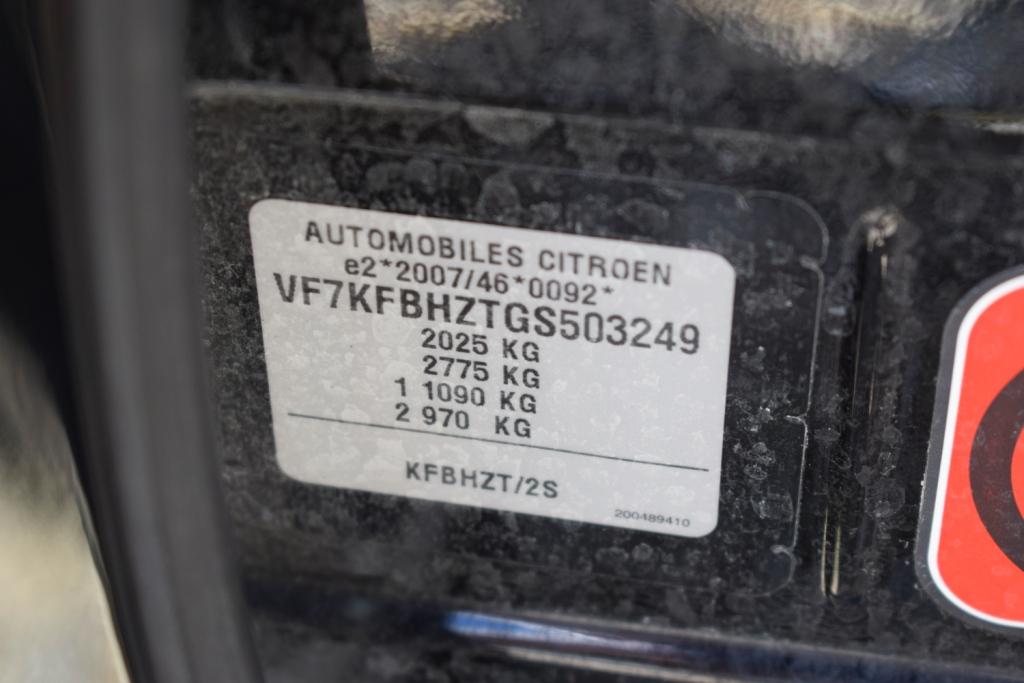 AUTOMOBILES CITROEN
e2*2007/46*0092*
VF7KFBHZTGS503249
2025 KG
2775 KG
1 1090 KG
2 970 KG
KFBHZT/2S
200489410